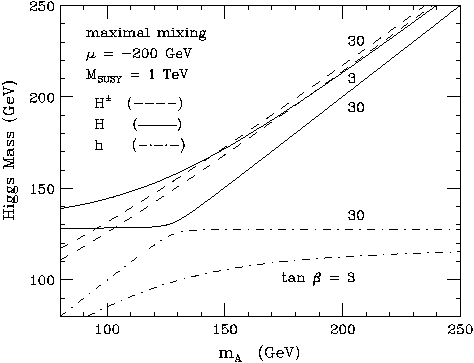 250
200
150
100
Higgs Mass (GeV)
maximal mixing
μ = −200 GeV
M_SUSY = 1 TeV
H± (-----)
H (———)
h (—·—·—)
30
3
30
30
tan β = 3
100 150 200 250
m_A (GeV)